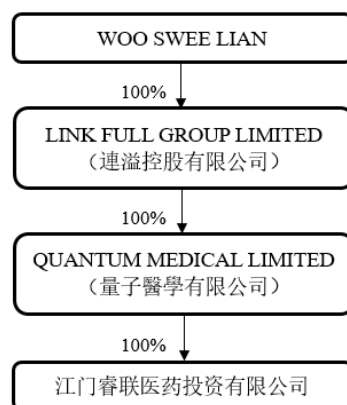 WOO SWEE LIAN
100%
LINK FULL GROUP LIMITED
（連溢控股有限公司）
100%
QUANTUM MEDICAL LIMITED
（量子醫學有限公司）
100%
江门睿联医药投资有限公司